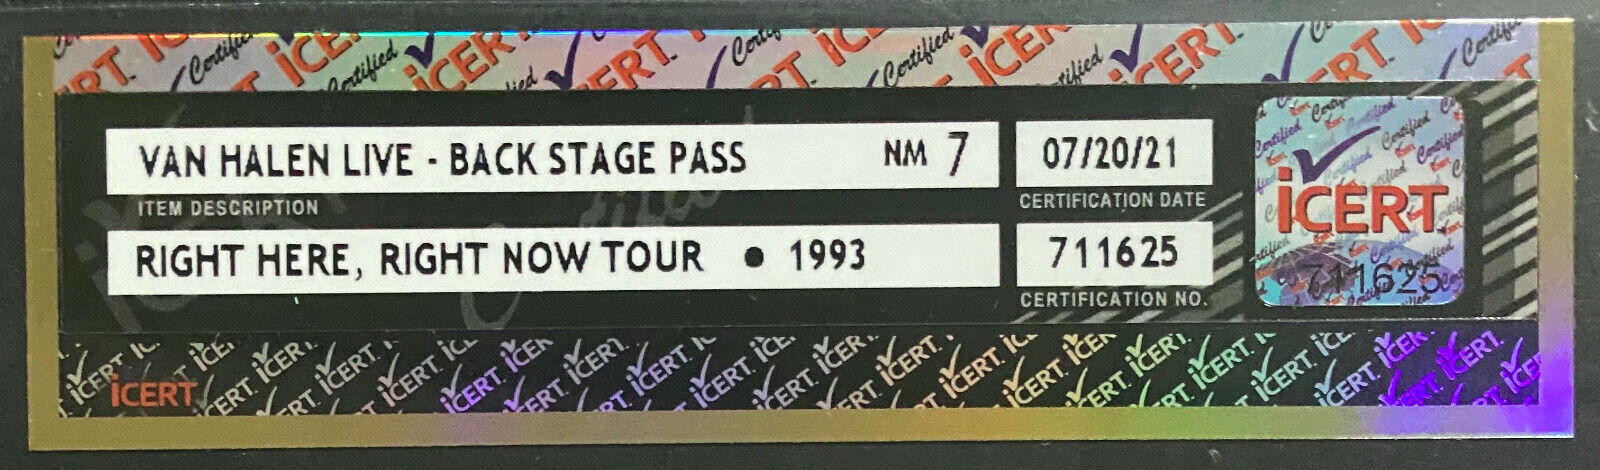 VAN HALEN LIVE - BACK STAGE PASS NM 7
07/20/21
ITEM DESCRIPTION
CERTIFICATION DATE
RIGHT HERE, RIGHT NOW TOUR • 1993
711625
CERTIFICATION NO.
iCERT
711625
iCERT